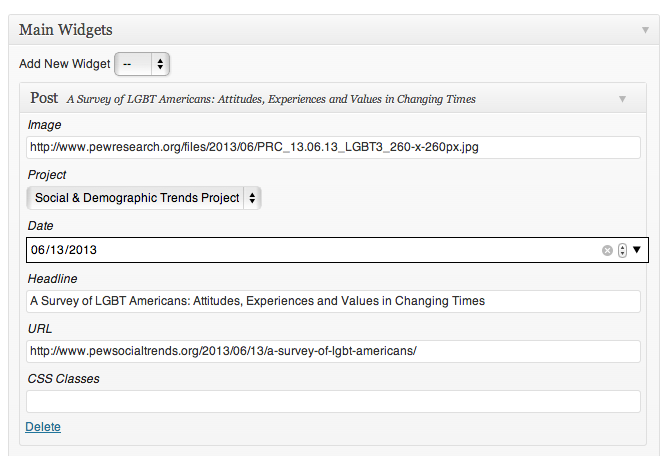 Main Widgets
Add New Widget --
Post A Survey of LGBT Americans: Attitudes, Experiences and Values in Changing Times
Image
http://www.pewresearch.org/files/2013/06/PRC_13.06.13_LGBT3_260-x-260px.jpg
Project
Social & Demographic Trends Project
Date
06/13/2013
Headline
A Survey of LGBT Americans: Attitudes, Experiences and Values in Changing Times
URL
http://www.pewsocialtrends.org/2013/06/13/a-survey-of-lgbt-americans/
CSS Classes
Delete